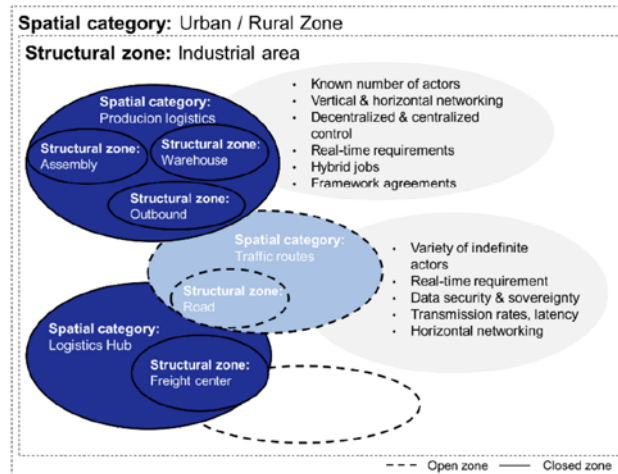 Spatial category: Urban / Rural Zone
Structural zone: Industrial area
Spatial category:
Producion logistics
Structural zone:
Assembly
Structural zone:
Warehouse
Structural zone:
Outbound
• Known number of actors
• Vertical & horizontal networking
• Decentralized & centralized
control
• Real-time requirements
• Hybrid jobs
• Framework agreements
Spatial category:
Traffic routes
Structural zone:
Road
• Variety of indefinite
actors
• Real-time requirement
• Data security & sovereignty
• Transmission rates, latency
• Horizontal networking
Spatial category:
Logistics Hub
Structural zone:
Freight center
Open zone
Closed zone